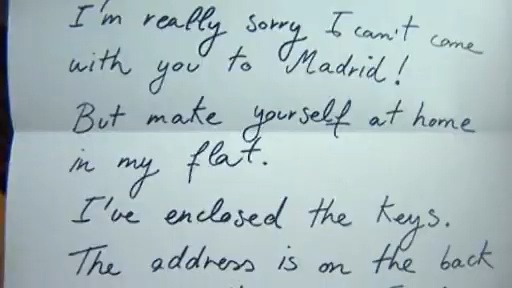 I'm really sorry I can't come
with you to Madrid!
But make yourself at home
in my flat.
I've enclosed the keys.
The address is on the back